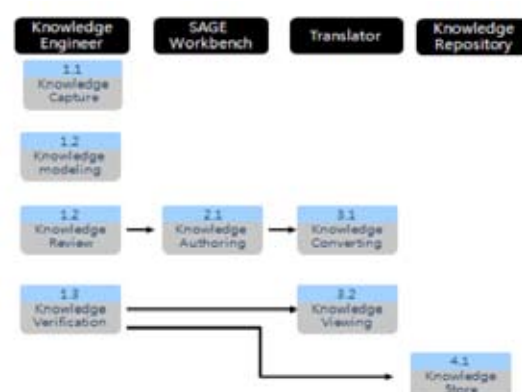 Knowledge
Engineer
SAGE
Workbench
Translator
Knowledge
Repository
1.1
Knowledge
Capture
1.2
Knowledge
modeling
1.2
Knowledge
Review
2.1
Knowledge
Authoring
3.1
Knowledge
Converting
1.3
Knowledge
Verification
3.2
Knowledge
Viewing
4.1
Knowledge
Store